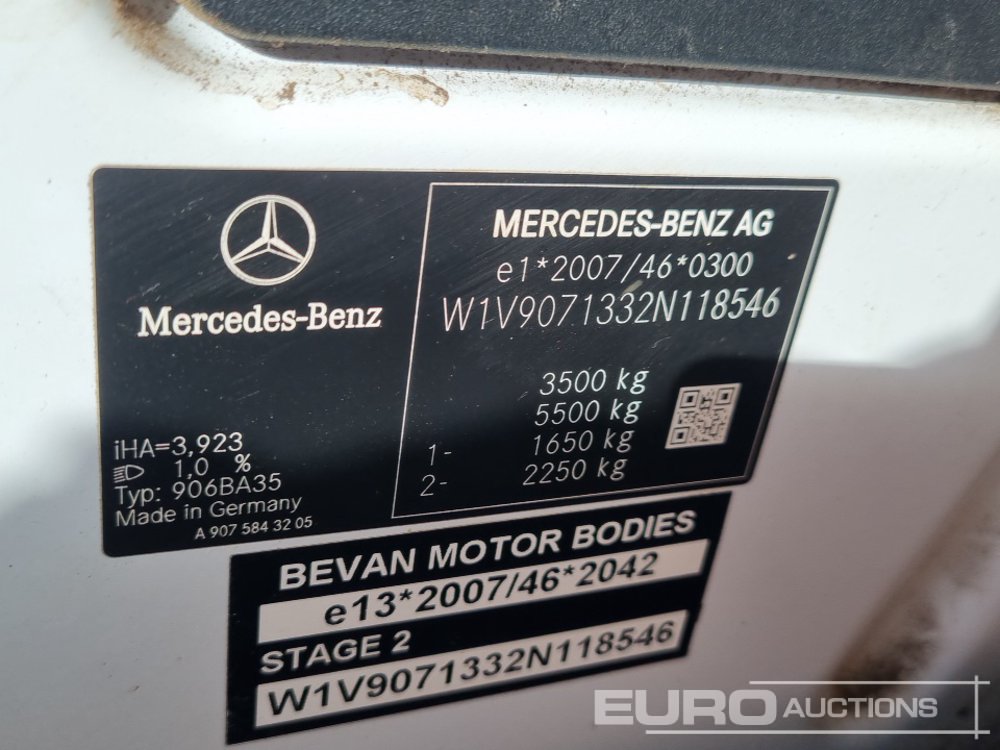 Mercedes-Benz
iHA=3,923
1,0 %
Typ: 906BA35
Made in Germany
A 907 584 32 05
MERCEDES-BENZ AG
e1*2007/46*0300
W1V9071332N118546
3500 kg
5500 kg
1- 1650 kg
2- 2250 kg
BEVAN MOTOR BODIES
e13*2007/46*2042
STAGE 2
W1V9071332N118546
EURO AUCTIONS